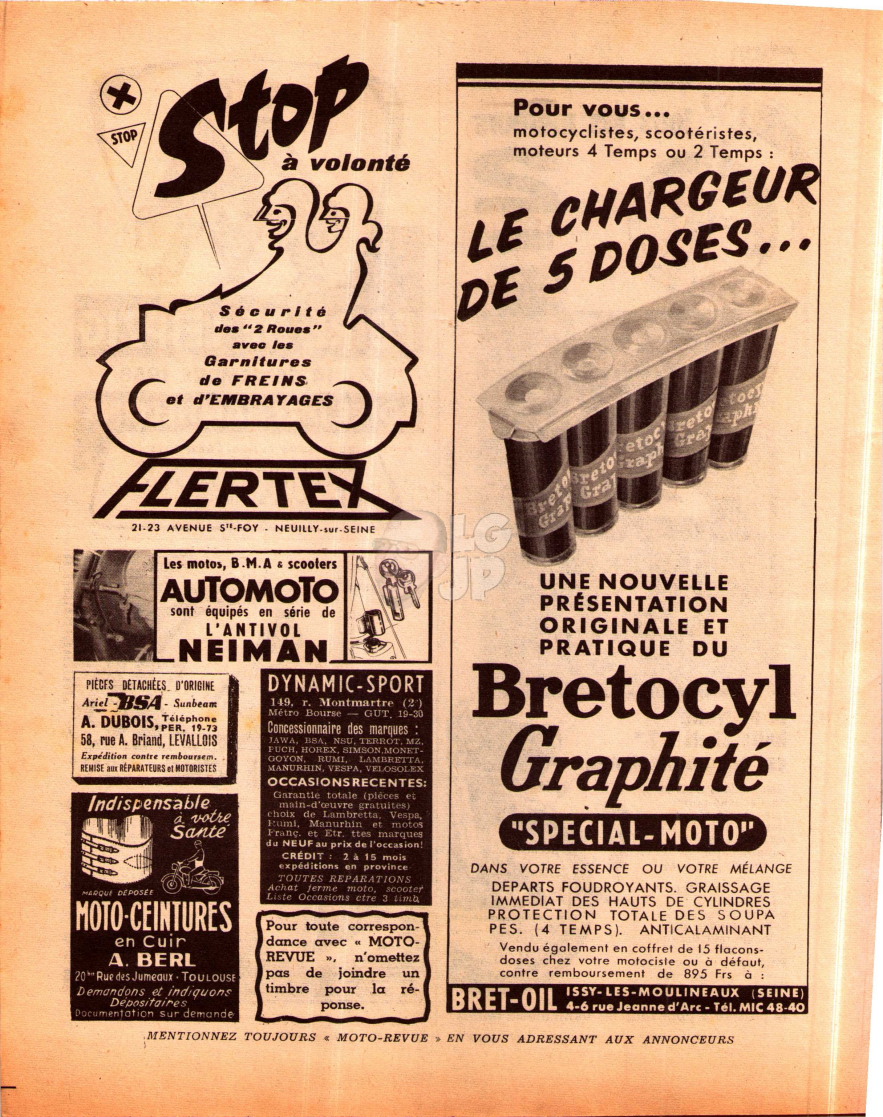 Stop
STOP
à volonté
Sécurité
des "2 Roues"
avec les
Garnitures
de FREINS
et d'EMBRAYAGES
FLERTEX
21-23 AVENUE Sᵗᵉ-FOY - NEUILLY-sur-SEINE
Les motos, B.M.A & scooters
AUTOMOTO
sont équipés en série de
L'ANTIVOL
NEIMAN
PIÈCES DÉTACHÉES D'ORIGINE
Ariel - BSA - Sunbeam
A. DUBOIS, Téléphone
PER. 19-73
58, rue A. Briand, LEVALLOIS
Expédition contre remboursem.
REMISE aux RÉPARATEURS et MOTORISTES
Indispensable
à votre
Santé
MARQUE DÉPOSÉE
MOTO-CEINTURES
en Cuir
A. BERL
20ᵗᵉʳ Rue des Jumeaux · TOULOUSE
Demandons et indiquons
Dépositaires
Documentation sur demande
DYNAMIC-SPORT
149, r. Montmartre (2ᵉ)
Métro Bourse — GUT. 19-30
Concessionnaire des marques :
JAWA, BSA, NSU, TERROT, MZ,
PUCH, HOREX, SIMSON, MONET-
GOYON, RUMI, LAMBRETTA,
MANURHIN, VESPA, VELOSOLEX
OCCASIONS RECENTES:
Garantie totale (pièces et
main-d'œuvre gratuites)
choix de Lambretta, Vespa,
Rumi, Manurhin et motos
Franç. et Etr. ttes marques
du NEUF au prix de l'occasion!
CRÉDIT : 2 à 15 mois
expéditions en province
TOUTES REPARATIONS
Achat ferme moto, scooter
Liste Occasions ctre 3 timb.
Pour toute correspon-
dance avec « MOTO-
REVUE », n'omettez
pas de joindre un
timbre pour la ré-
ponse.
Pour vous...
motocyclistes, scootéristes,
moteurs 4 Temps ou 2 Temps :
LE CHARGEUR
DE 5 DOSES...
Bretocy
Graph
UNE NOUVELLE
PRÉSENTATION
ORIGINALE ET
PRATIQUE DU
Bretocyl
Graphité
"SPECIAL-MOTO"
DANS VOTRE ESSENCE OU VOTRE MÉLANGE
DEPARTS FOUDROYANTS. GRAISSAGE
IMMEDIAT DES HAUTS DE CYLINDRES
PROTECTION TOTALE DES SOUPA
PES. (4 TEMPS). ANTICALAMINANT
Vendu également en coffret de 15 flacons-
doses chez votre motociste ou à défaut,
contre remboursement de 895 Frs à :
BRET-OIL ISSY-LES-MOULINEAUX (SEINE)
4-6 rue Jeanne d'Arc - Tél. MIC 48-40
MENTIONNEZ TOUJOURS « MOTO-REVUE » EN VOUS ADRESSANT AUX ANNONCEURS
LG
JP